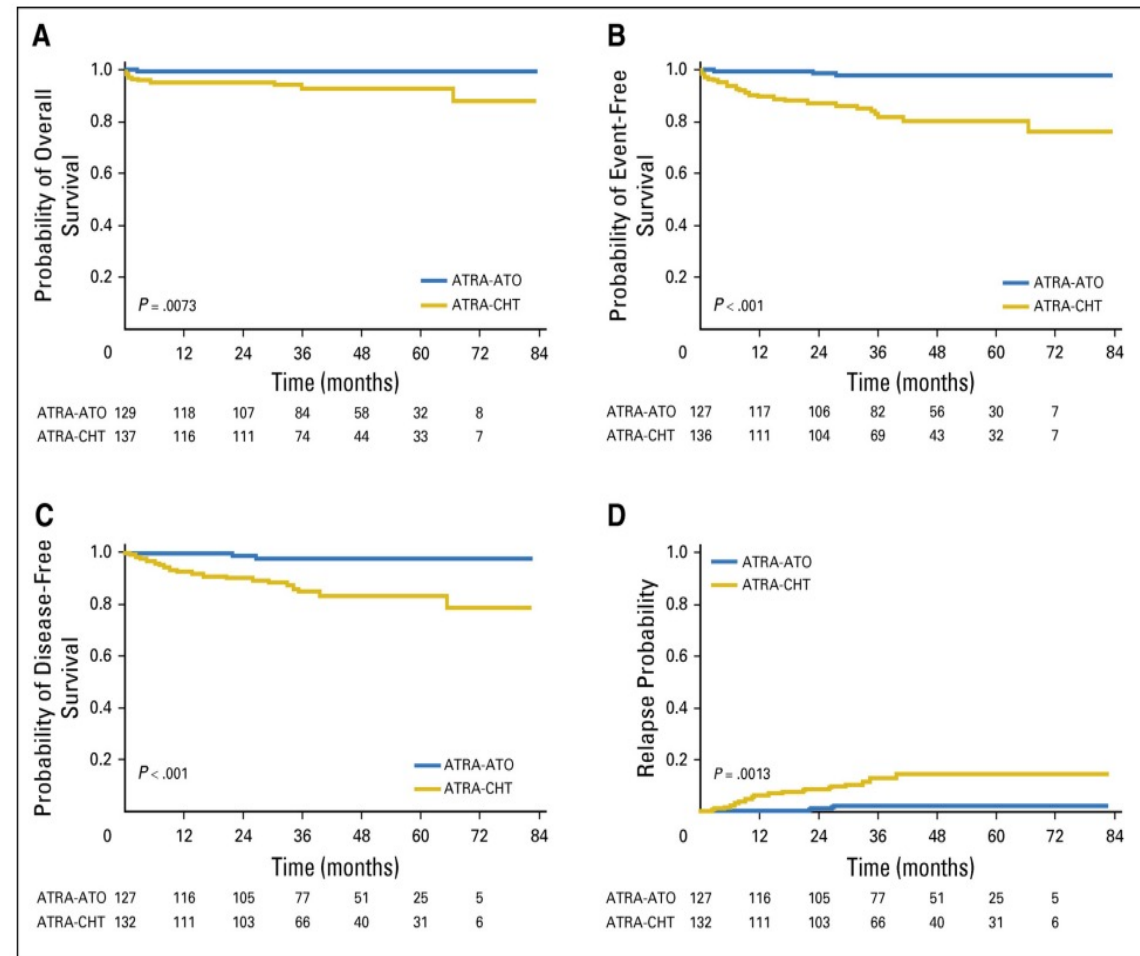 A
Probability of Overall
Survival
1.0
0.8
0.6
0.4
0.2
P = .0073
ATRA-ATO
ATRA-CHT
0 12 24 36 48 60 72 84
Time (months)
ATRA-ATO 129 118 107 84 58 32 8
ATRA-CHT 137 116 111 74 44 33 7
B
Probability of Event-Free
Survival
1.0
0.8
0.6
0.4
0.2
P < .001
ATRA-ATO
ATRA-CHT
0 12 24 36 48 60 72 84
Time (months)
ATRA-ATO 127 117 106 82 56 30 7
ATRA-CHT 136 111 104 69 43 32 7
C
Probability of Disease-Free
Survival
1.0
0.8
0.6
0.4
0.2
P < .001
ATRA-ATO
ATRA-CHT
0 12 24 36 48 60 72 84
Time (months)
ATRA-ATO 127 116 105 77 51 25 5
ATRA-CHT 132 111 103 66 40 31 6
D
Relapse Probability
1.0
0.8
0.6
0.4
0.2
ATRA-ATO
ATRA-CHT
P = .0013
0 12 24 36 48 60 72 84
Time (months)
ATRA-ATO 127 116 105 77 51 25 5
ATRA-CHT 132 111 103 66 40 31 6